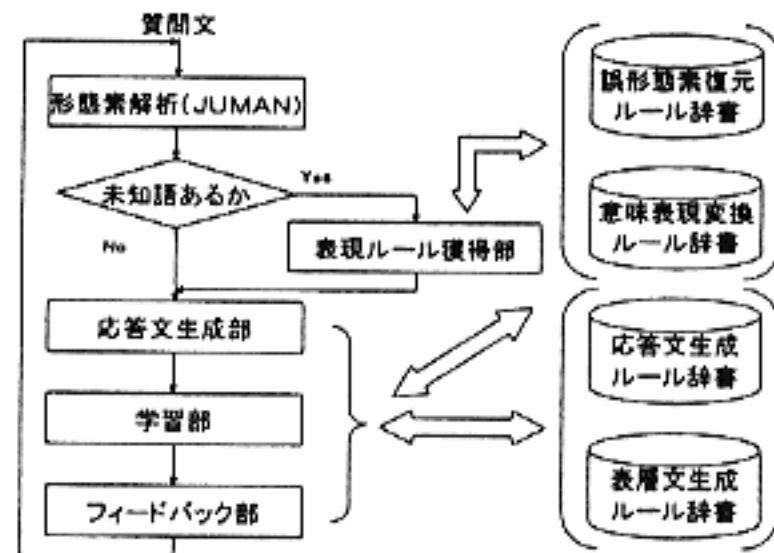 質問文
形態素解析(JUMAN)
未知語あるか
Yes
No
表現ルール獲得部
応答文生成部
学習部
フィードバック部
誤形態素復元
ルール辞書
意味表現変換
ルール辞書
応答文生成
ルール辞書
表層文生成
ルール辞書